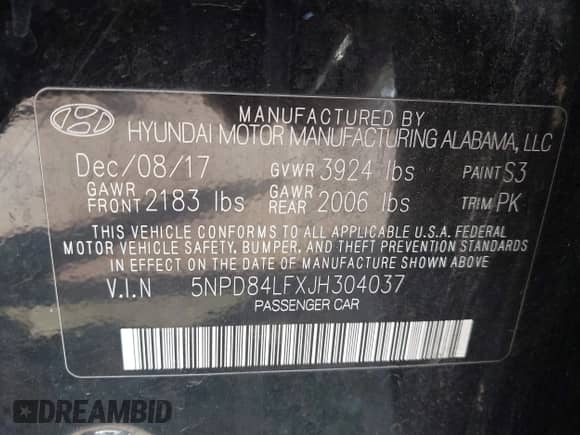 MANUFACTURED BY
HYUNDAI MOTOR MANUFACTURING ALABAMA, LLC
Dec/08/17 GVWR 3924 lbs PAINT S3
GAWR FRONT 2183 lbs GAWR REAR 2006 lbs TRIM PK
THIS VEHICLE CONFORMS TO ALL APPLICABLE U.S.A. FEDERAL
MOTOR VEHICLE SAFETY, BUMPER, AND THEFT PREVENTION STANDARDS
IN EFFECT ON THE DATE OF MANUFACTURE SHOWN ABOVE.
V.I.N 5NPD84LFXJH304037
PASSENGER CAR
DREAMBID